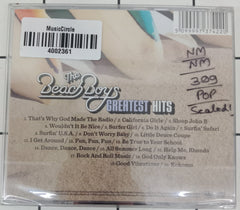 MusicCircle
4002361
5099967374220
The
Beach Boys
GREATEST HITS
NM
NM
309
POP
Sealed!
1. That's Why God Made the Radio / 2. California Girls / 3. Sloop John B
4. Wouldn't It Be Nice / 5. Surfer Girl / 6. Do It Again / 7. Surfin' Safari
8. Surfin' U.S.A. / 9. Don't Worry Baby / 10. Little Deuce Coupe
11. I Get Around / 12. Fun, Fun, Fun / 13. Be True to Your School
14. Dance, Dance, Dance / 15. All Summer Long / 16. Help Me, Rhonda
17. Rock And Roll Music / 18. God Only Knows
19. Good Vibrations / 20. Kokomo